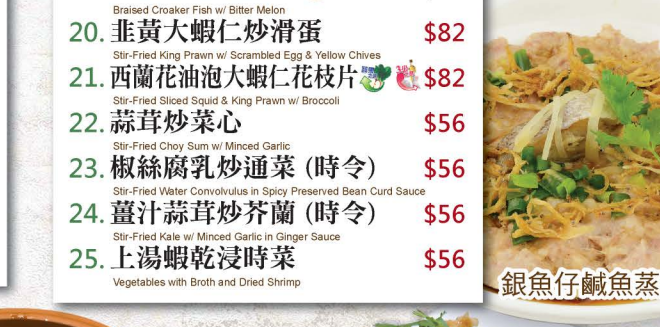 Braised Croaker Fish w/ Bitter Melon
20. 韭黃大蝦仁炒滑蛋 $82
Stir-Fried King Prawn w/ Scrambled Egg & Yellow Chives
21. 西蘭花油泡大蝦仁花枝片 $82
Stir-Fried Sliced Squid & King Prawn w/ Broccoli
22. 蒜茸炒菜心 $56
Stir-Fried Choy Sum w/ Minced Garlic
23. 椒絲腐乳炒通菜 (時令) $56
Stir-Fried Water Convolvulus in Spicy Preserved Bean Curd Sauce
24. 薑汁蒜茸炒芥蘭 (時令) $56
Stir-Fried Kale w/ Minced Garlic in Ginger Sauce
25. 上湯蝦乾浸時菜 $56
Vegetables with Broth and Dried Shrimp
銀魚仔鹹魚蒸